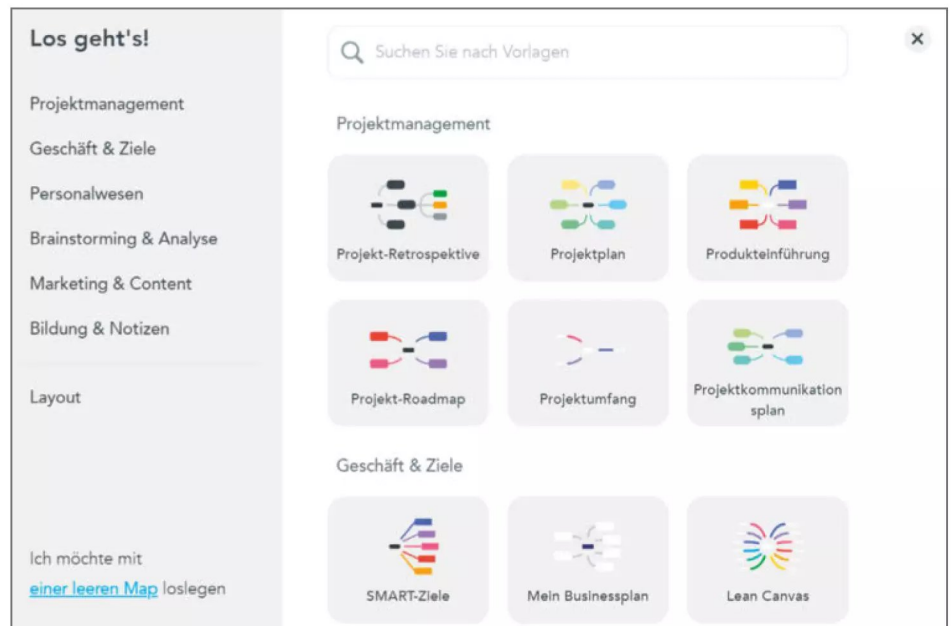 Los geht's!
Projektmanagement
Geschäft & Ziele
Personalwesen
Brainstorming & Analyse
Marketing & Content
Bildung & Notizen
Layout
Ich möchte mit
einer leeren Map loslegen
Suchen Sie nach Vorlagen
Projektmanagement
Projekt-Retrospektive
Projektplan
Produkteinführung
Projekt-Roadmap
Projektumfang
Projektkommunikation
splan
Geschäft & Ziele
SMART-Ziele
Mein Businessplan
Lean Canvas